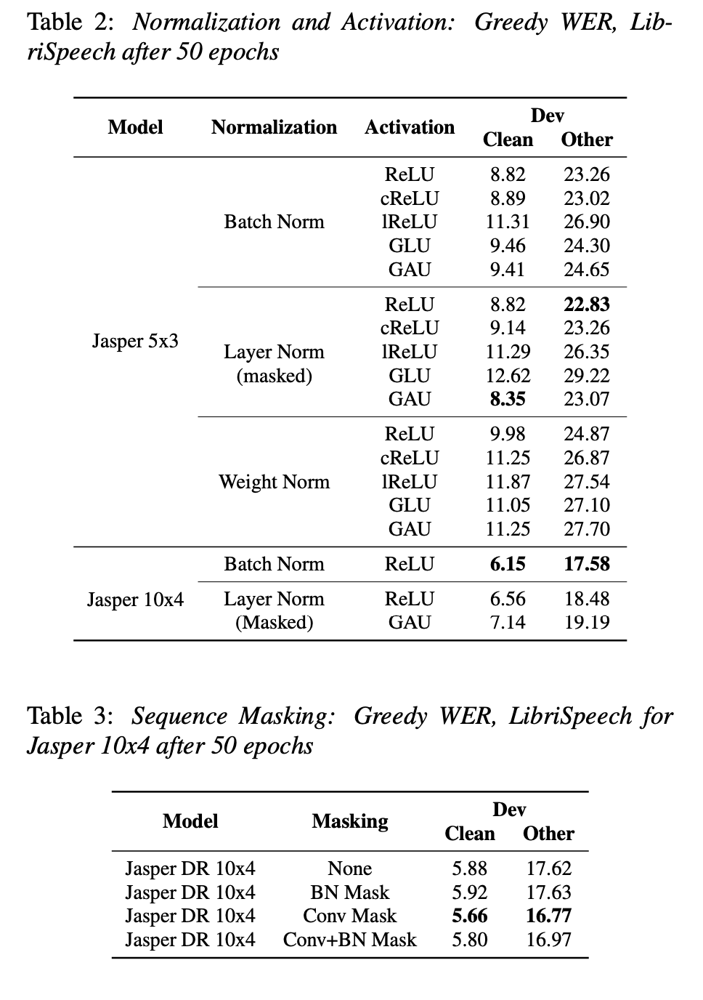 Table 2: Normalization and Activation: Greedy WER, Lib-
riSpeech after 50 epochs
Model Normalization Activation Dev
Clean Other
ReLU 8.82 23.26
cReLU 8.89 23.02
Batch Norm lReLU 11.31 26.90
GLU 9.46 24.30
GAU 9.41 24.65
ReLU 8.82 22.83
cReLU 9.14 23.26
Jasper 5x3
Layer Norm lReLU 11.29 26.35
(masked) GLU 12.62 29.22
GAU 8.35 23.07
ReLU 9.98 24.87
cReLU 11.25 26.87
Weight Norm lReLU 11.87 27.54
GLU 11.05 27.10
GAU 11.25 27.70
Batch Norm ReLU 6.15 17.58
Jasper 10x4 Layer Norm ReLU 6.56 18.48
(Masked) GAU 7.14 19.19
Table 3: Sequence Masking: Greedy WER, LibriSpeech for
Jasper 10x4 after 50 epochs
Model Masking Dev
Clean Other
Jasper DR 10x4 None 5.88 17.62
Jasper DR 10x4 BN Mask 5.92 17.63
Jasper DR 10x4 Conv Mask 5.66 16.77
Jasper DR 10x4 Conv+BN Mask 5.80 16.97